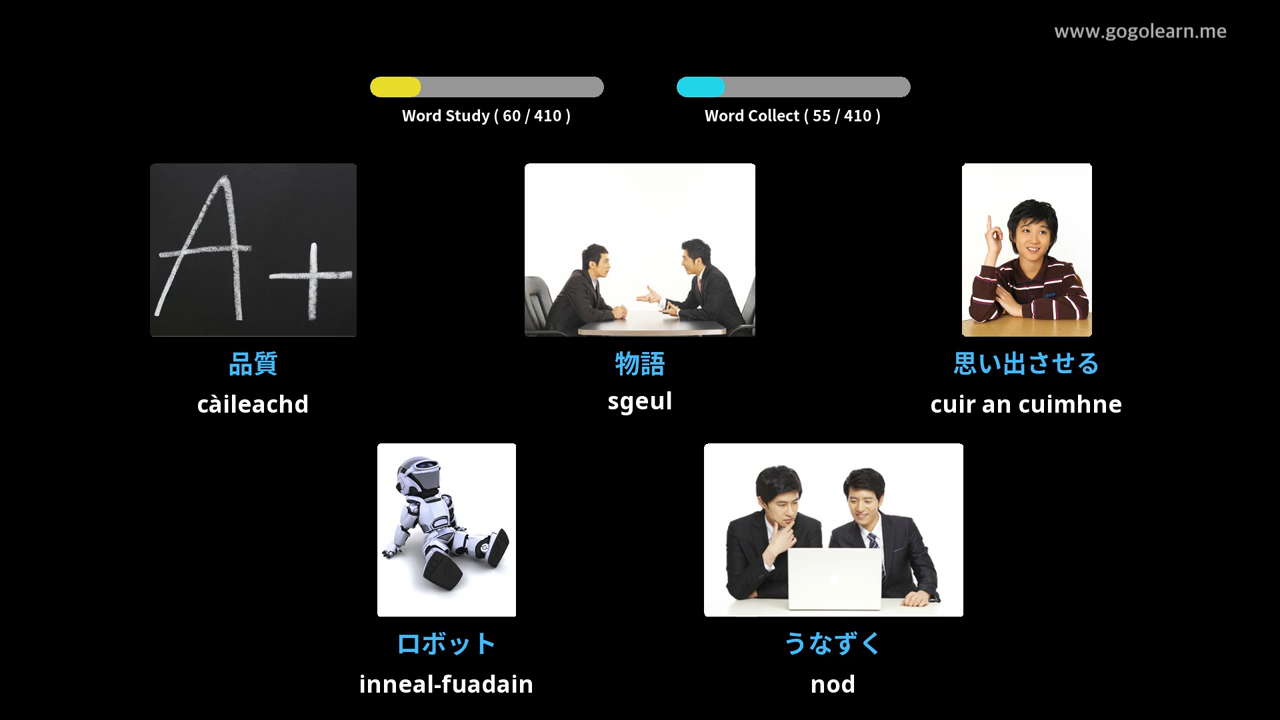 www.gogolearn.me
Word Study ( 60 / 410 )
Word Collect ( 55 / 410 )
A+
品質
càileachd
物語
sgeul
思い出させる
cuir an cuimhne
ロボット
inneal-fuadain
うなずく
nod